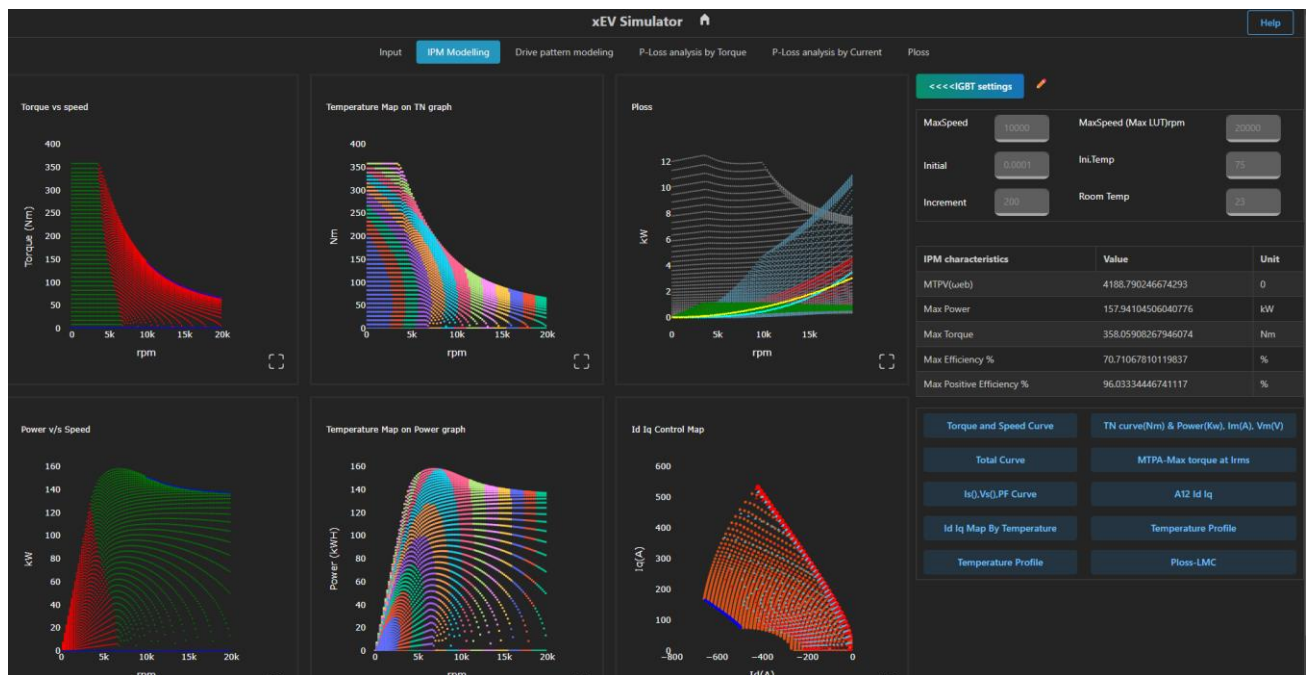 xEV Simulator
Help
Input IPM Modelling Drive pattern modeling P-Loss analysis by Torque P-Loss analysis by Current Ploss
Torque vs speed
400
350
300
250
200
150
100
50
0
Torque (Nm)
0 5k 10k 15k 20k
rpm
Temperature Map on TN graph
400
350
300
250
200
150
100
50
0
Nm
0 5k 10k 15k 20k
rpm
Ploss
12
10
8
6
4
2
0
kW
0 5k 10k 15k
rpm
<<<<IGBT settings
MaxSpeed 10000 MaxSpeed (Max LUT)rpm 20000
Initial 0.0001 Ini.Temp 75
Increment 200 Room Temp 23
IPM characteristics Value Unit
MTPV(ωeb) 4188.790246674293 0
Max Power 157.94104506040776 kW
Max Torque 358.05908267946074 Nm
Max Efficiency % 70.71067810119837 %
Max Positive Efficiency % 96.03334446741117 %
Power v/s Speed
160
140
120
100
80
60
40
20
0
kW
0 5k 10k 15k 20k
rpm
Temperature Map on Power graph
160
140
120
100
80
60
40
20
0
Power (kWH)
0 5k 10k 15k 20k
rpm
Id Iq Control Map
600
500
400
300
200
100
0
Iq(A)
−800 −600 −400 −200 0
Id(A)
Torque and Speed Curve TN curve(Nm) & Power(Kw), Im(A), Vm(V)
Total Curve MTPA-Max torque at Irms
Is(),Vs(),PF Curve A12 Id Iq
Id Iq Map By Temperature Temperature Profile
Temperature Profile Ploss-LMC